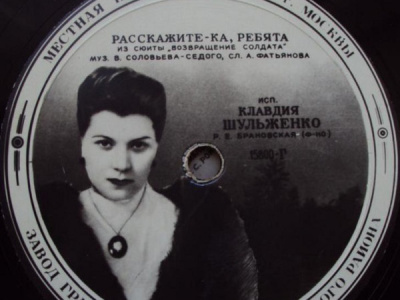 МЕСТНАЯ
Г. МОСКВЫ
РАССКАЖИТЕ-КА, РЕБЯТА
ИЗ СЮИТЫ „ВОЗВРАЩЕНИЕ СОЛДАТА"
МУЗ. В. СОЛОВЬЕВА-СЕДОГО, СЛ. А. ФАТЬЯНОВА
ИСП.
КЛАВДИЯ
ШУЛЬЖЕНКО
Р. Е. БРАНОВСКАЯ (Ф-НО)
ЗАВОД
РАЙОНА